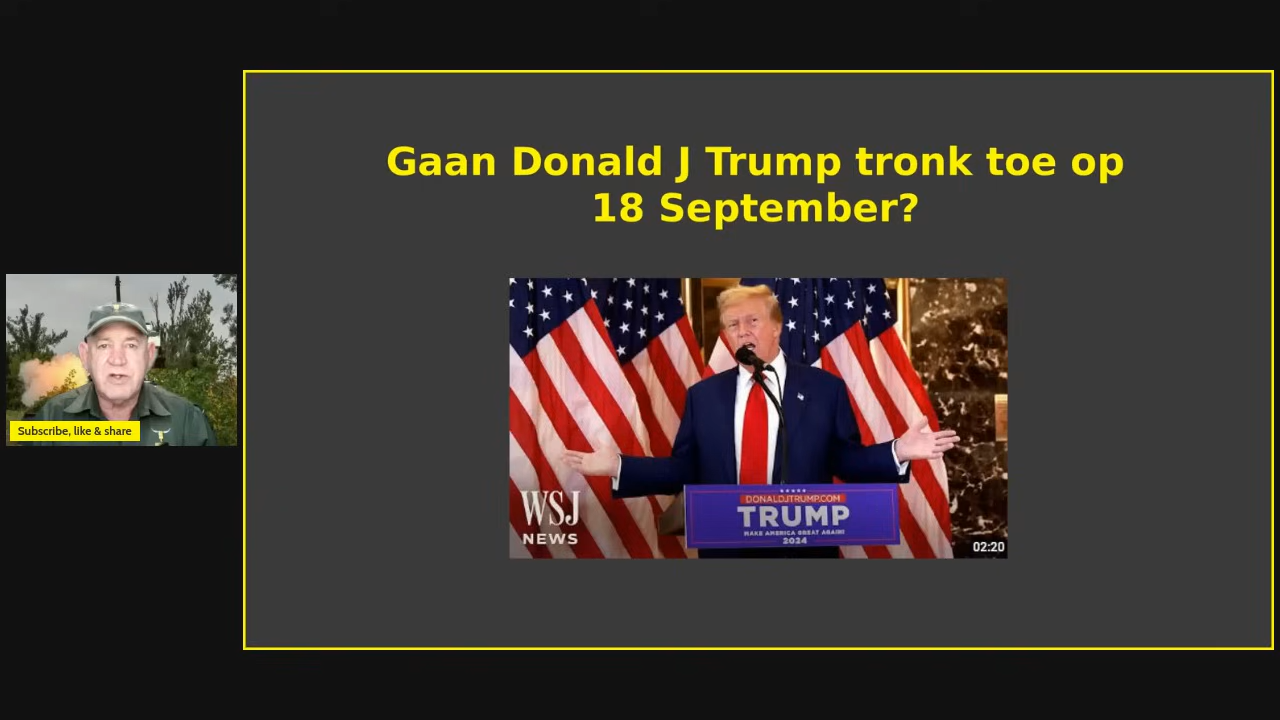 Gaan Donald J Trump tronk toe op
18 September?
Subscribe, like & share
WSJ
NEWS
DONALDJTRUMP.COM
TRUMP
MAKE AMERICA GREAT AGAIN!
2024
02:20